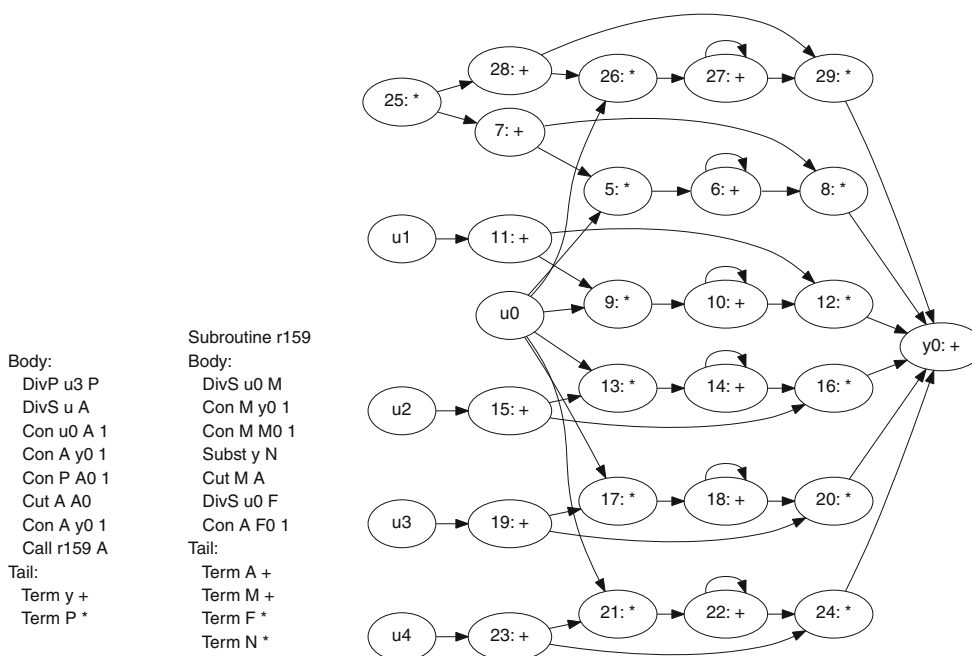 Body:
DivP u3 P
DivS u A
Con u0 A 1
Con A y0 1
Con P A0 1
Cut A A0
Con A y0 1
Call r159 A
Tail:
Term y +
Term P *
Subroutine r159
Body:
DivS u0 M
Con M y0 1
Con M M0 1
Subst y N
Cut M A
DivS u0 F
Con A F0 1
Tail:
Term A +
Term M +
Term F *
Term N *
25: *
28: +
26: *
27: +
29: *
7: +
5: *
6: +
8: *
u1
11: +
u0
9: *
10: +
12: *
y0: +
u2
15: +
13: *
14: +
16: *
u3
19: +
17: *
18: +
20: *
u4
23: +
21: *
22: +
24: *